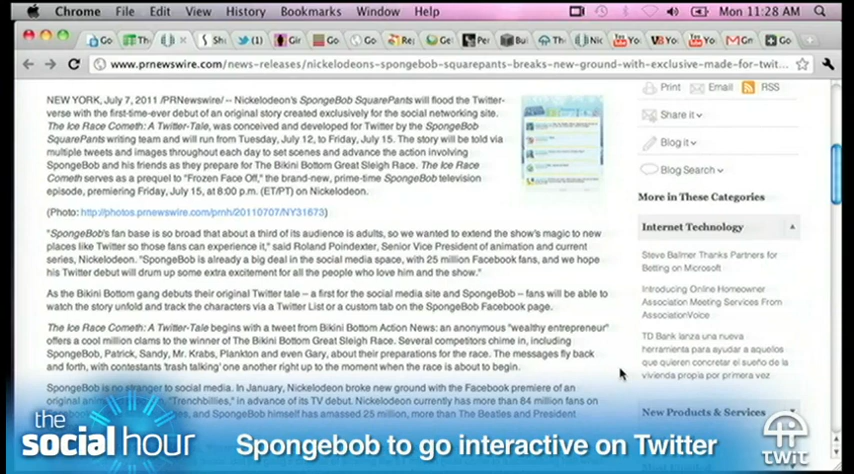 Chrome File Edit View History Bookmarks Window Help
Mon 11:28 AM
www.prnewswire.com/news-releases/nickelodeons-spongebob-squarepants-breaks-new-ground-with-exclusive-made-for-twit...
NEW YORK, July 7, 2011 /PRNewswire/ -- Nickelodeon's SpongeBob SquarePants will flood the Twitter-
verse with the first-time-ever debut of an original story created exclusively for the social networking site.
The Ice Race Cometh: A Twitter-Tale, was conceived and developed for Twitter by the SpongeBob
SquarePants writing team and will run from Tuesday, July 12, to Friday, July 15. The story will be told via
multiple tweets and images throughout each day to set scenes and advance the action involving
SpongeBob and his friends as they prepare for The Bikini Bottom Great Sleigh Race. The Ice Race
Cometh serves as a prequel to "Frozen Face Off," the brand-new, prime-time SpongeBob television
episode, premiering Friday, July 15, at 8:00 p.m. (ET/PT) on Nickelodeon.
(Photo: http://photos.prnewswire.com/prnh/20110707/NY31673)
"SpongeBob's fan base is so broad that about a third of its audience is adults, so we wanted to extend the show's magic to new
places like Twitter so those fans can experience it," said Roland Poindexter, Senior Vice President of animation and current
series, Nickelodeon. "SpongeBob is already a big deal in the social media space, with 25 million Facebook fans, and we hope
his Twitter debut will drum up some extra excitement for all the people who love him and the show."
As the Bikini Bottom gang debuts their original Twitter tale – a first for the social media site and SpongeBob – fans will be able to
watch the story unfold and track the characters via a Twitter List or a custom tab on the SpongeBob Facebook page.
The Ice Race Cometh: A Twitter-Tale begins with a tweet from Bikini Bottom Action News: an anonymous "wealthy entrepreneur"
offers a cool million clams to the winner of The Bikini Bottom Great Sleigh Race. Several competitors chime in, including
SpongeBob, Patrick, Sandy, Mr. Krabs, Plankton and even Gary, about their preparations for the race. The messages fly back
and forth, with contestants 'trash talking' one another right up to the moment when the race is about to begin.
SpongeBob is no stranger to social media. In January, Nickelodeon broke new ground with the Facebook premiere of an
original "Trenchbillies," in advance of its TV debut. Nickelodeon currently has more than 84 million fans on
and SpongeBob himself has amassed 25 million, more than The Beatles and President
Print Email RSS
Share it
Blog it
Blog Search
More in These Categories
Internet Technology
Steve Balmer Thanks Partners for
Betting on Microsoft
Introducing Online Homeowner
Association Meeting Services From
AssociationVoice
TD Bank lanza una nueva
herramienta para ayudar a aquellos
que quieren concretar el sueño de la
vivienda propia por primera vez
New Products & Services
the
social hour
Spongebob to go interactive on Twitter
TWiT